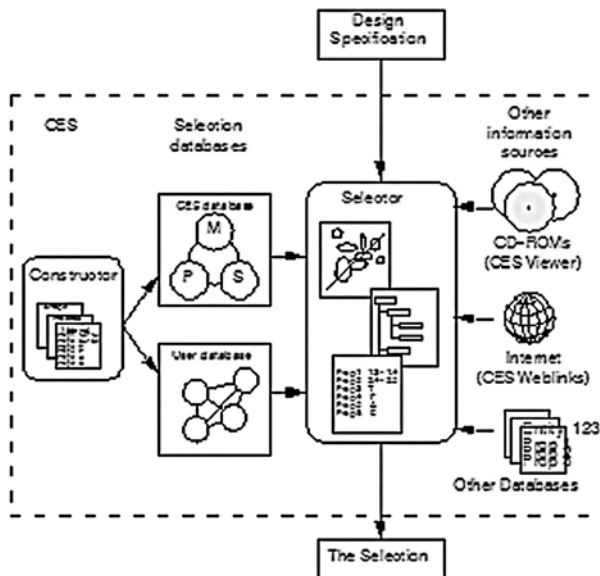 Design
Specification
CES
Selection
databases
Other
information
sources
CES database
M
P
S
Constructor
User database
Selector
CD-ROMs
(CES Viewer)
Internet
(CES Weblinks)
123
Other Databases
The Selection